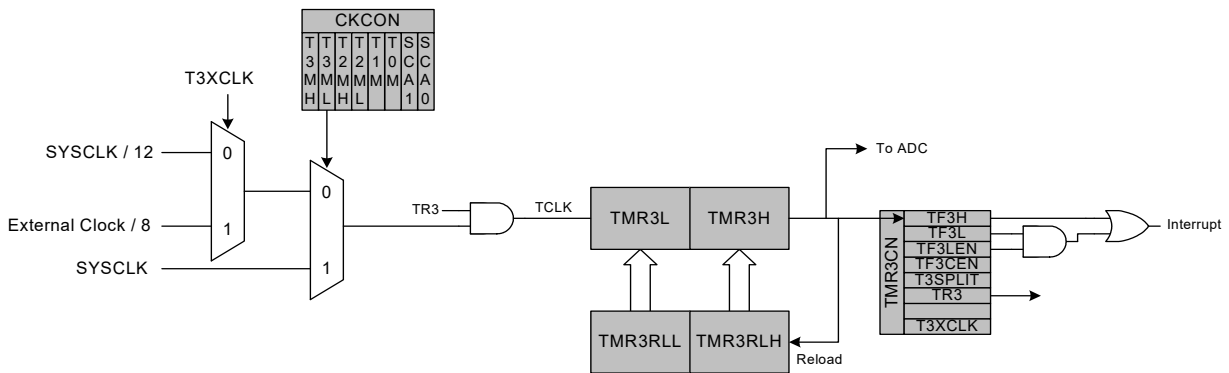 CKCON
T3MH
T3ML
T2MH
T2ML
T1M
T0M
SCA1
SCA0
T3XCLK
SYSCLK / 12
0
1
External Clock / 8
SYSCLK
0
1
TR3
TCLK
TMR3L
TMR3H
To ADC
TMR3RLL
TMR3RLH
Reload
TMR3CN
TF3H
TF3L
TF3LEN
TF3CEN
T3SPLIT
TR3
T3XCLK
Interrupt